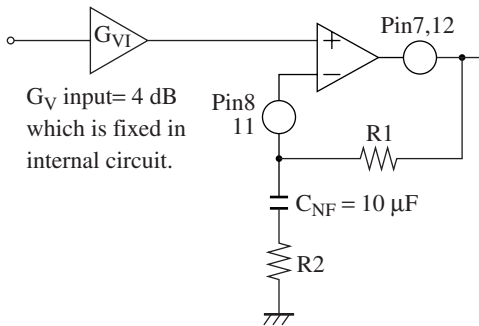 G_VI
+
−
Pin7,12
G_V input= 4 dB
which is fixed in
internal circuit.
Pin8
11
R1
C_NF = 10 µF
R2